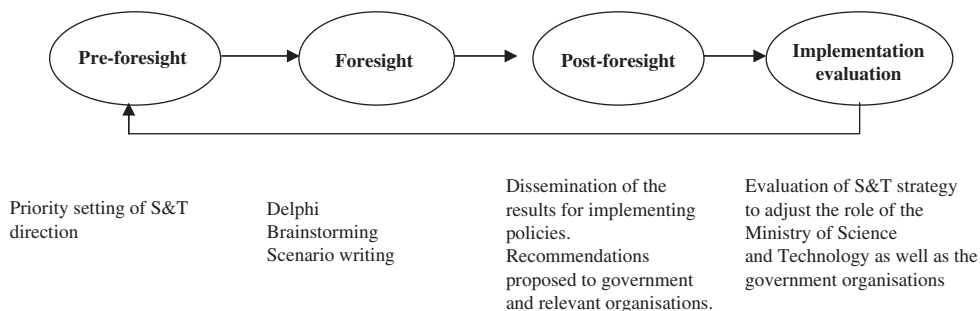 Pre-foresight
Foresight
Post-foresight
Implementation
evaluation
Priority setting of S&T
direction
Delphi
Brainstorming
Scenario writing
Dissemination of the
results for implementing
policies.
Recommendations
proposed to government
and relevant organisations.
Evaluation of S&T strategy
to adjust the role of the
Ministry of Science
and Technology as well as the
government organisations